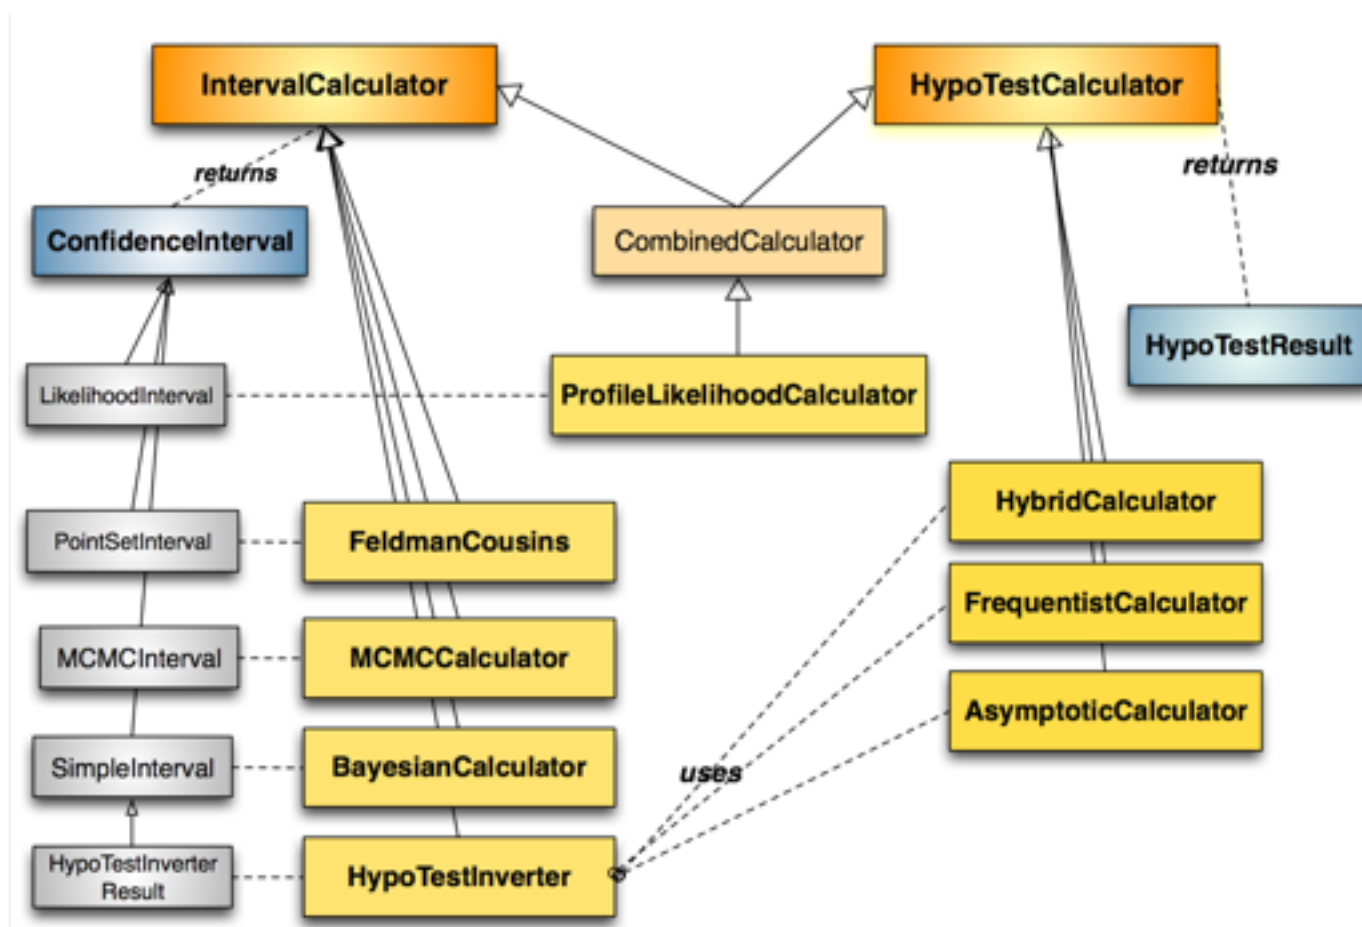 IntervalCalculator
HypoTestCalculator
returns
returns
ConfidenceInterval
CombinedCalculator
HypoTestResult
LikelihoodInterval
ProfileLikelihoodCalculator
HybridCalculator
PointSetInterval
FeldmanCousins
FrequentistCalculator
MCMCInterval
MCMCCalculator
AsymptoticCalculator
SimpleInterval
BayesianCalculator
uses
HypoTestInverter
Result
HypoTestInverter